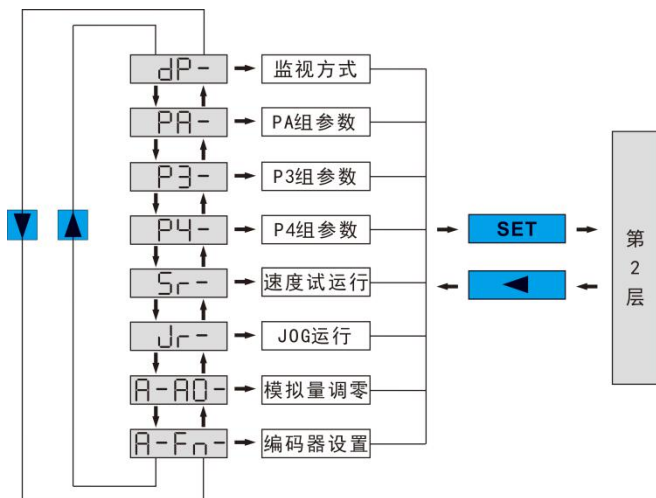 dP-
监视方式
PA-
PA组参数
P3-
P3组参数
P4-
P4组参数
SET
Sr-
速度试运行
Jr-
JOG运行
A-A0-
模拟量调零
A-Fn-
编码器设置
第
2
层